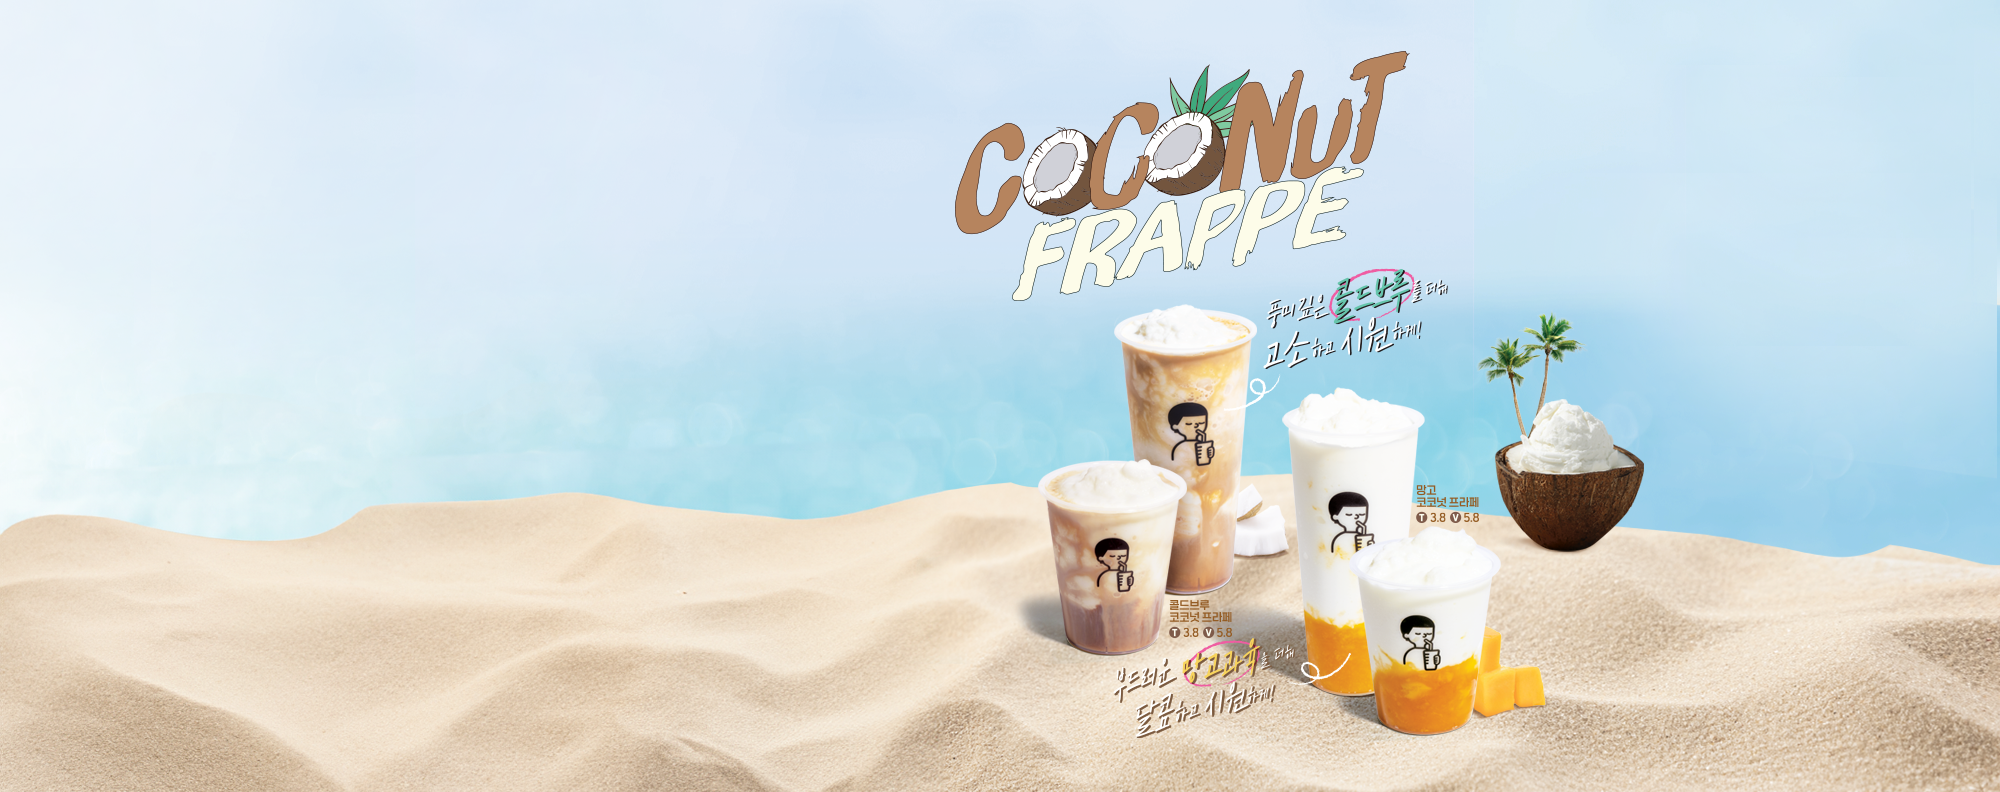 COCONUT
FRAPPE
풍미 깊은 콜드브루를 더해
고소하고 시원하게!
망고
코코넛 프라페
T 3.8 V 5.8
콜드브루
코코넛 프라페
T 3.8 V 5.8
부드러운 망고과육을 더해
달콤하고 시원하게!